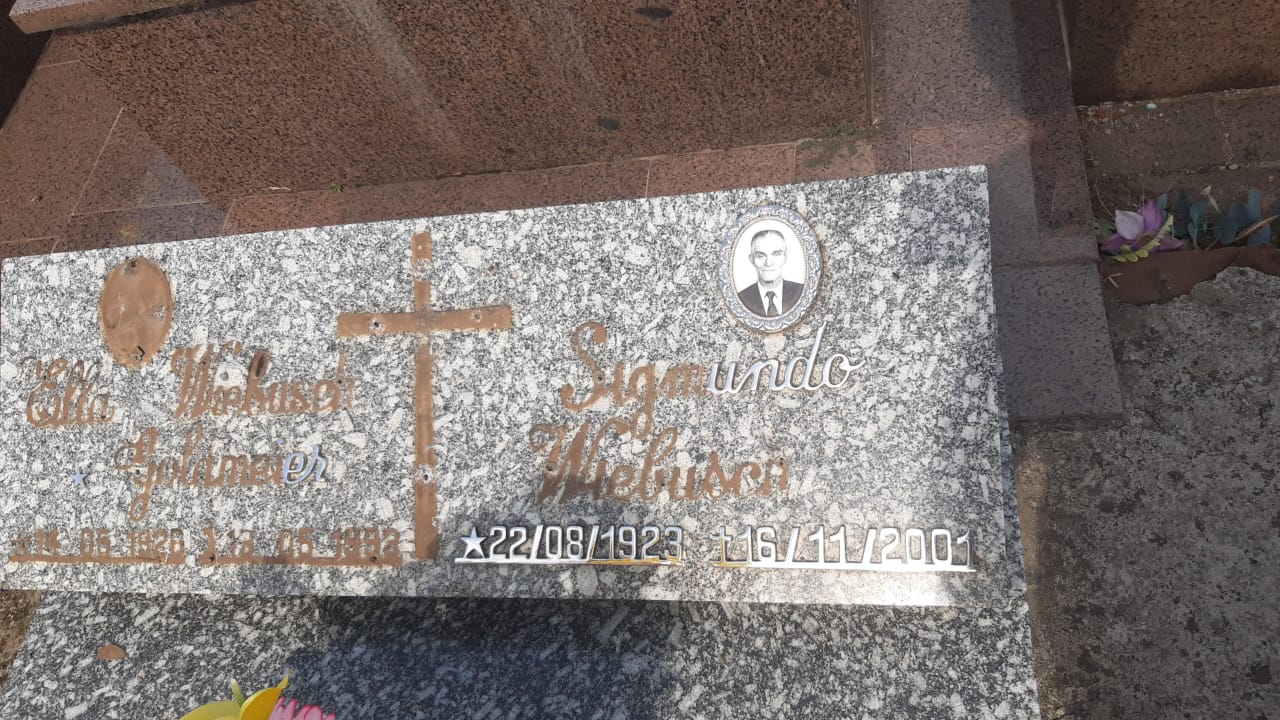 Ella Wiebusch
Goldmeier
Sigmundo
Wiebusch
22/08/1923 16/11/2001